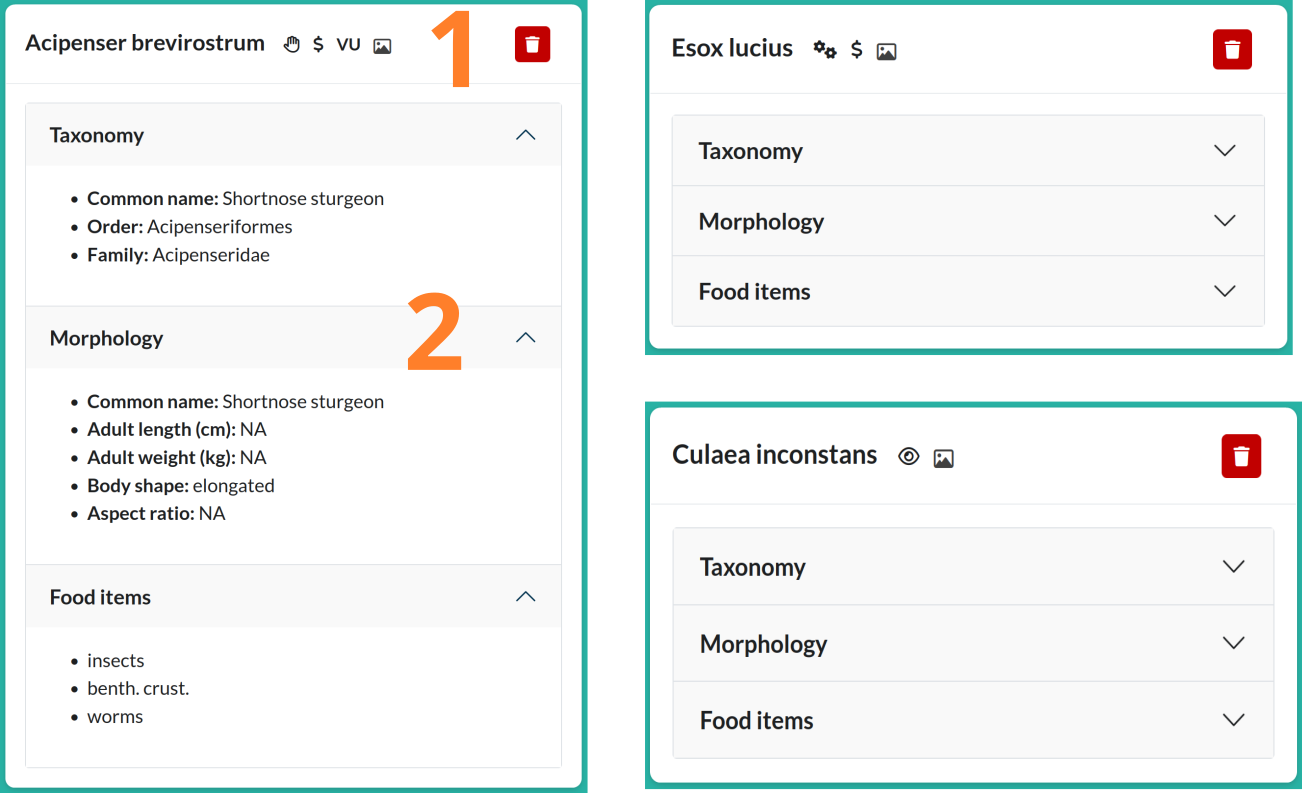 Acipenser brevirostrum $ VU
1
Taxonomy
Common name: Shortnose sturgeon
Order: Acipenseriformes
Family: Acipenseridae
2
Morphology
Common name: Shortnose sturgeon
Adult length (cm): NA
Adult weight (kg): NA
Body shape: elongated
Aspect ratio: NA
Food items
insects
benth. crust.
worms
Esox lucius $
Taxonomy
Morphology
Food items
Culaea inconstans
Taxonomy
Morphology
Food items